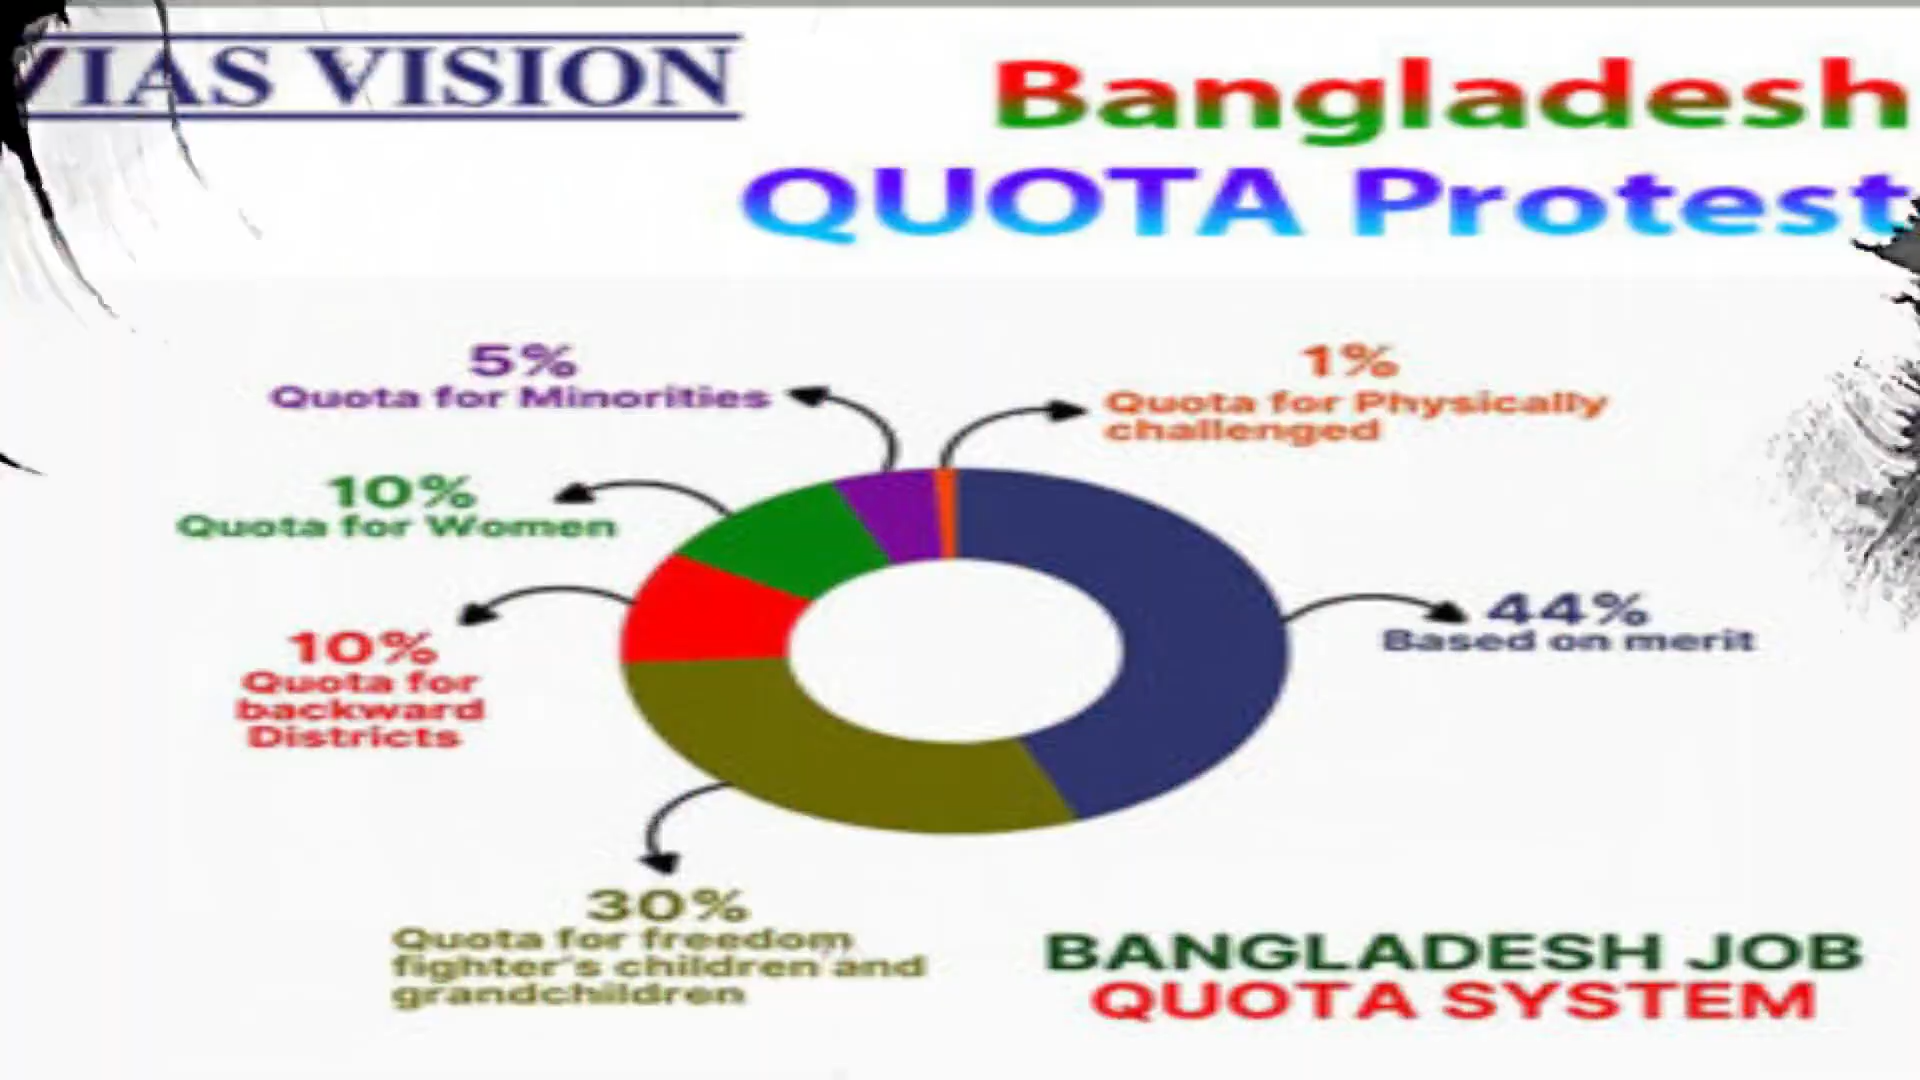 VIAS VISION
Bangladesh
QUOTA Protest
5%
Quota for Minorities
1%
Quota for Physically
challenged
10%
Quota for Women
44%
Based on merit
10%
Quota for
backward
Districts
30%
Quota for freedom
fighter's children and
grandchildren
BANGLADESH JOB
QUOTA SYSTEM